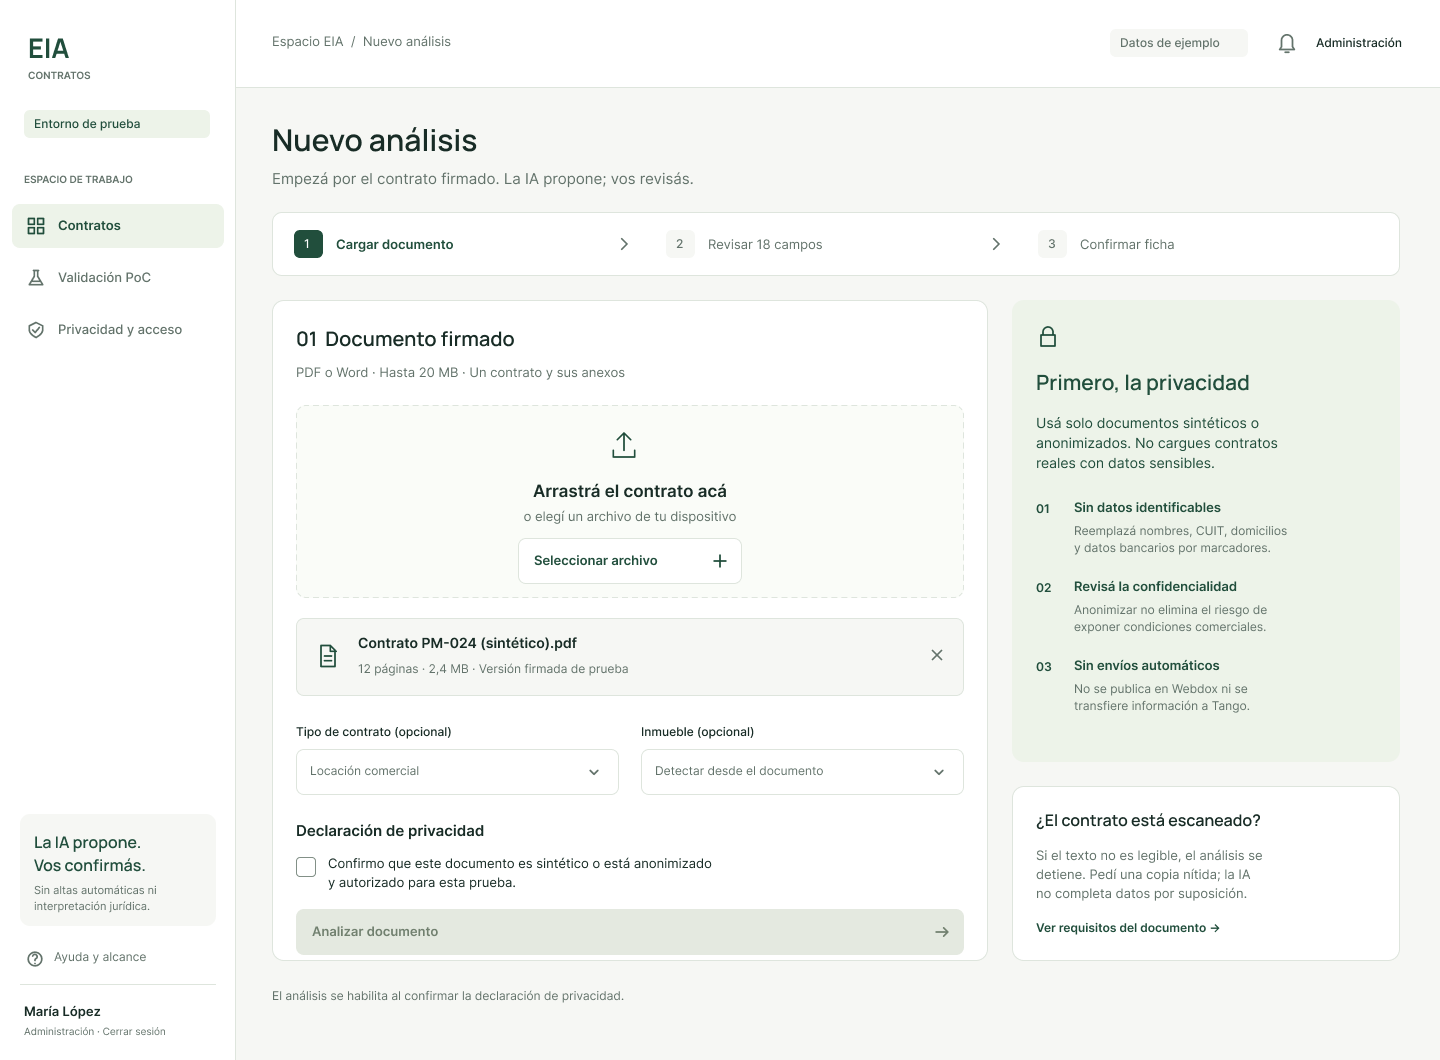 EIA
CONTRATOS
Entorno de prueba
ESPACIO DE TRABAJO
Contratos
Validación PoC
Privacidad y acceso
La IA propone.
Vos confirmás.
Sin altas automáticas ni
interpretación jurídica.
Ayuda y alcance
María López
Administración · Cerrar sesión
Espacio EIA / Nuevo análisis
Datos de ejemplo
Administración
Nuevo análisis
Empezá por el contrato firmado. La IA propone; vos revisás.
1 Cargar documento
2 Revisar 18 campos
3 Confirmar ficha
01 Documento firmado
PDF o Word · Hasta 20 MB · Un contrato y sus anexos
Arrastrá el contrato acá
o elegí un archivo de tu dispositivo
Seleccionar archivo
Contrato PM-024 (sintético).pdf
12 páginas · 2,4 MB · Versión firmada de prueba
Tipo de contrato (opcional)
Locación comercial
Inmueble (opcional)
Detectar desde el documento
Declaración de privacidad
Confirmo que este documento es sintético o está anonimizado
y autorizado para esta prueba.
Analizar documento →
El análisis se habilita al confirmar la declaración de privacidad.
Primero, la privacidad
Usá solo documentos sintéticos o
anonimizados. No cargues contratos
reales con datos sensibles.
01 Sin datos identificables
Reemplazá nombres, CUIT, domicilios
y datos bancarios por marcadores.
02 Revisá la confidencialidad
Anonimizar no elimina el riesgo de
exponer condiciones comerciales.
03 Sin envíos automáticos
No se publica en Webdox ni se
transfiere información a Tango.
¿El contrato está escaneado?
Si el texto no es legible, el análisis se
detiene. Pedí una copia nítida; la IA
no completa datos por suposición.
Ver requisitos del documento →